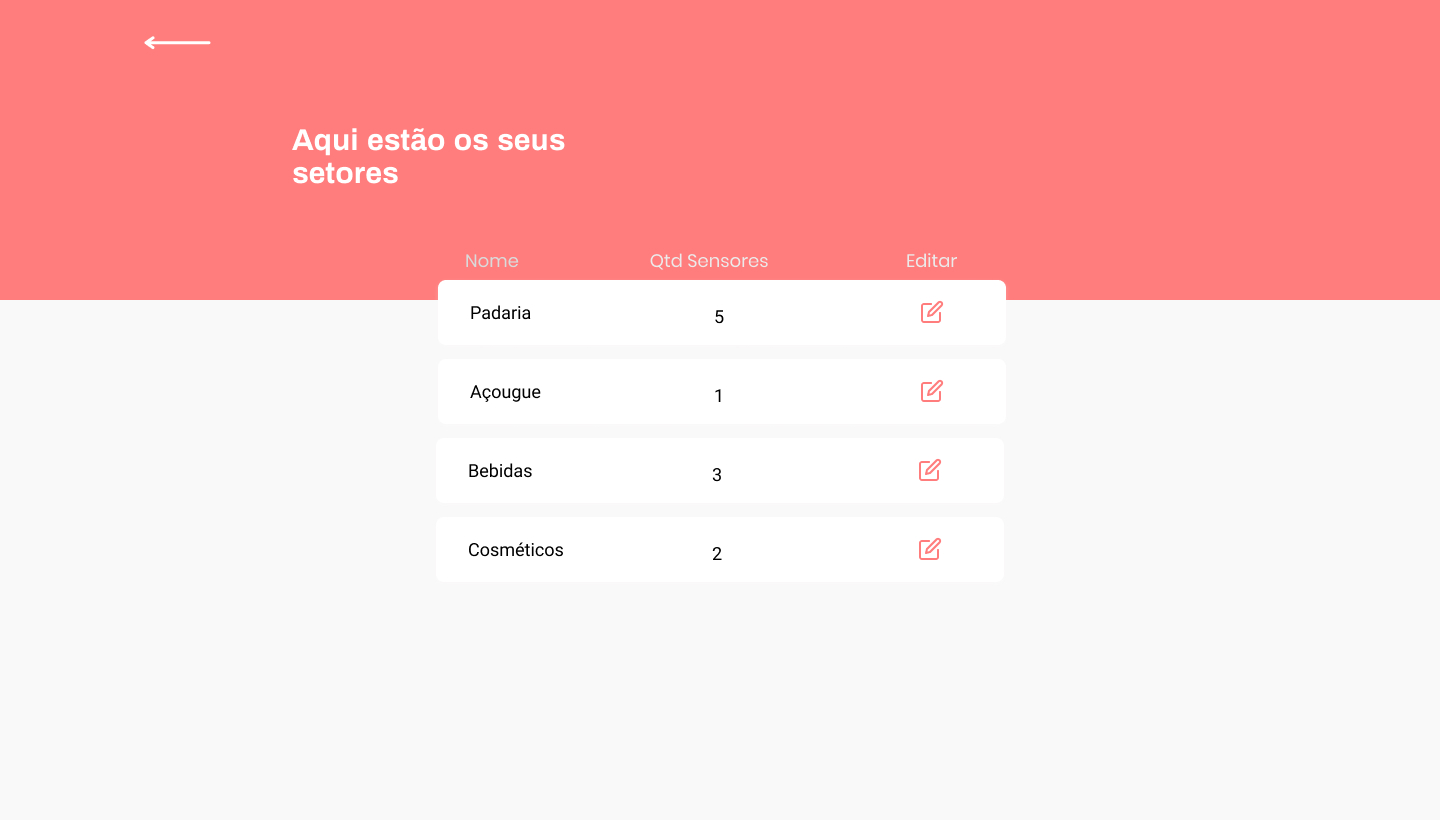 Aqui estão os seus
setores
Nome Qtd Sensores Editar
Padaria 5
Açougue 1
Bebidas 3
Cosméticos 2